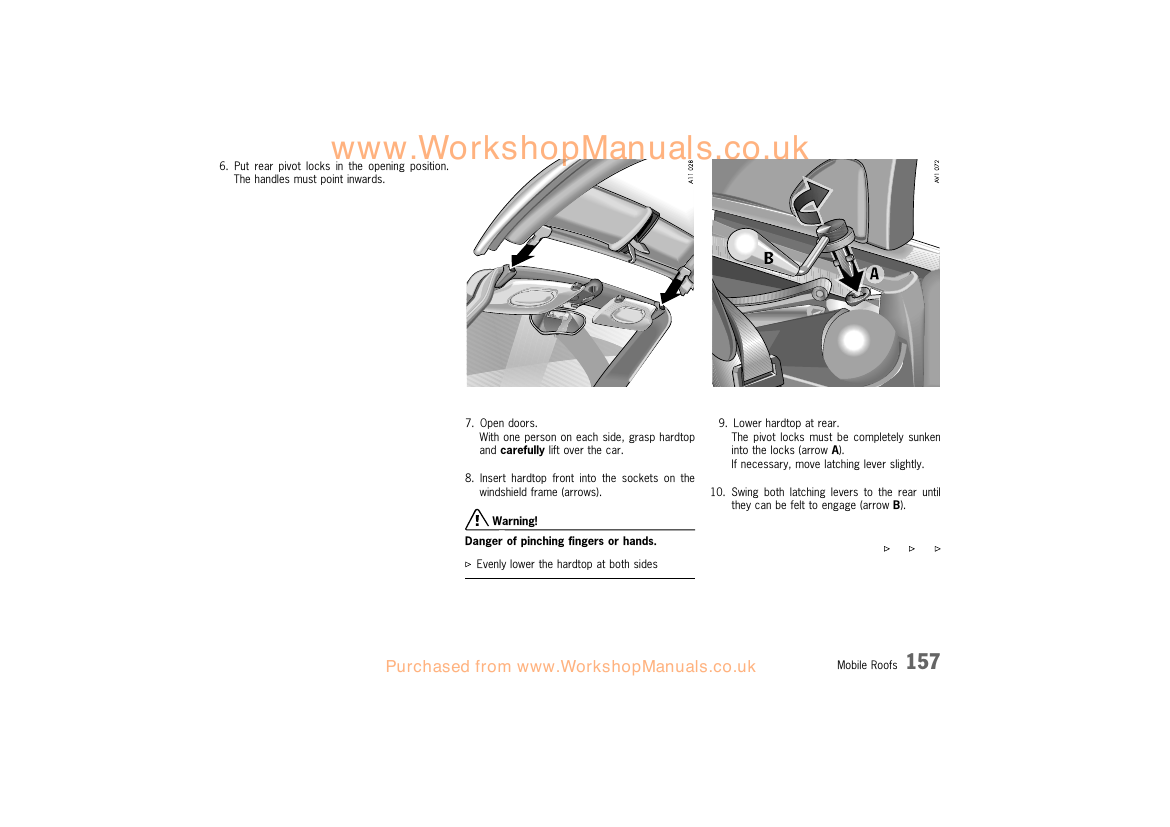 www.WorkshopManuals.co.uk
6. Put rear pivot locks in the opening position.
The handles must point inwards.
A11 028
7. Open doors.
With one person on each side, grasp hardtop
and carefully lift over the car.
8. Insert hardtop front into the sockets on the
windshield frame (arrows).
Warning!
Danger of pinching fingers or hands.
⊳ Evenly lower the hardtop at both sides
AV1 072
B
A
9. Lower hardtop at rear.
The pivot locks must be completely sunken
into the locks (arrow A).
If necessary, move latching lever slightly.
10. Swing both latching levers to the rear until
they can be felt to engage (arrow B).
⊳ ⊳ ⊳
Purchased from www.WorkshopManuals.co.uk
Mobile Roofs 157